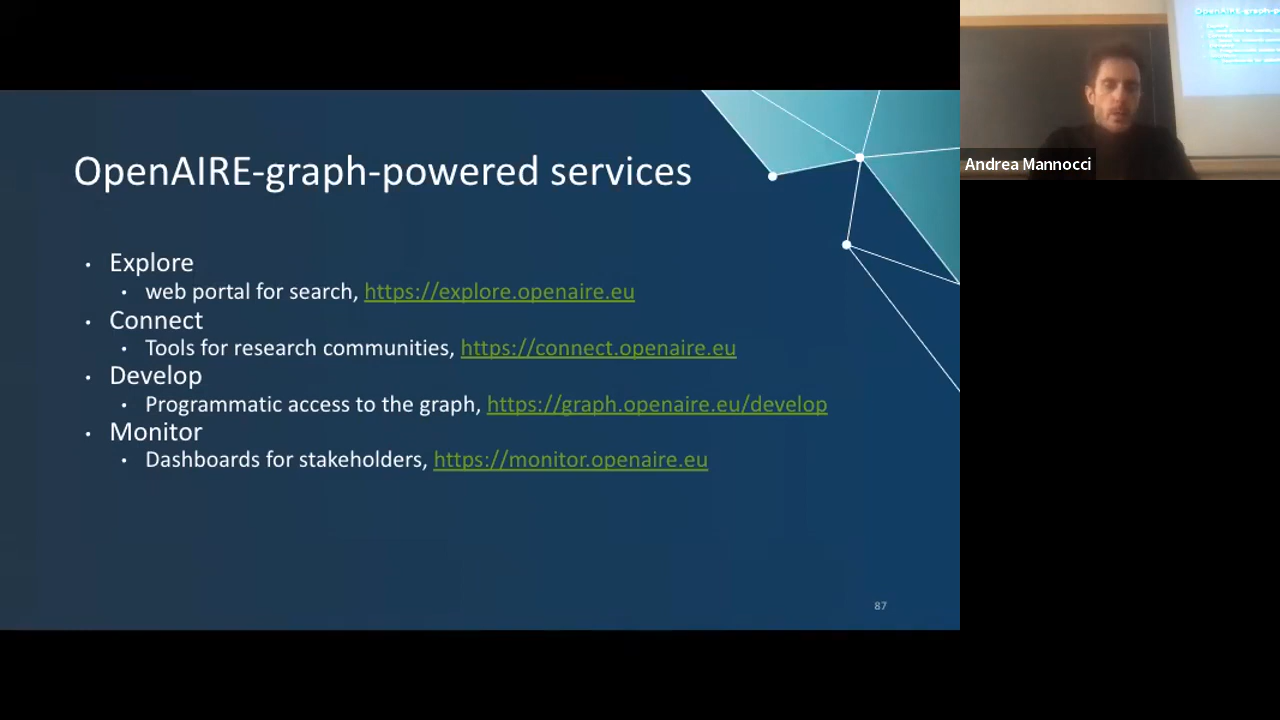 OpenAIRE-graph-powered services
• Explore
• web portal for search, https://explore.openaire.eu
• Connect
• Tools for research communities, https://connect.openaire.eu
• Develop
• Programmatic access to the graph, https://graph.openaire.eu/develop
• Monitor
• Dashboards for stakeholders, https://monitor.openaire.eu
87
Andrea Mannocci